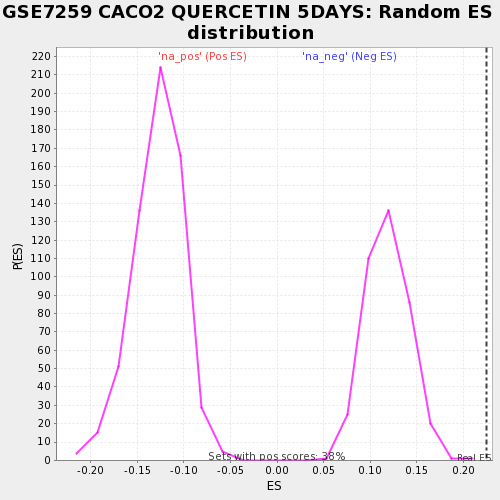 GSE7259 CACO2 QUERCETIN 5DAYS: Random ES
distribution
'na_pos' (Pos ES) 'na_neg' (Neg ES)
220
210
200
190
180
170
160
150
140
130
120
110
100
90
80
70
60
50
40
30
20
10
0
P(ES)
Sets with pos scores: 38%
Real ES
-0.20 -0.15 -0.10 -0.05 0.00 0.05 0.10 0.15 0.20
ES